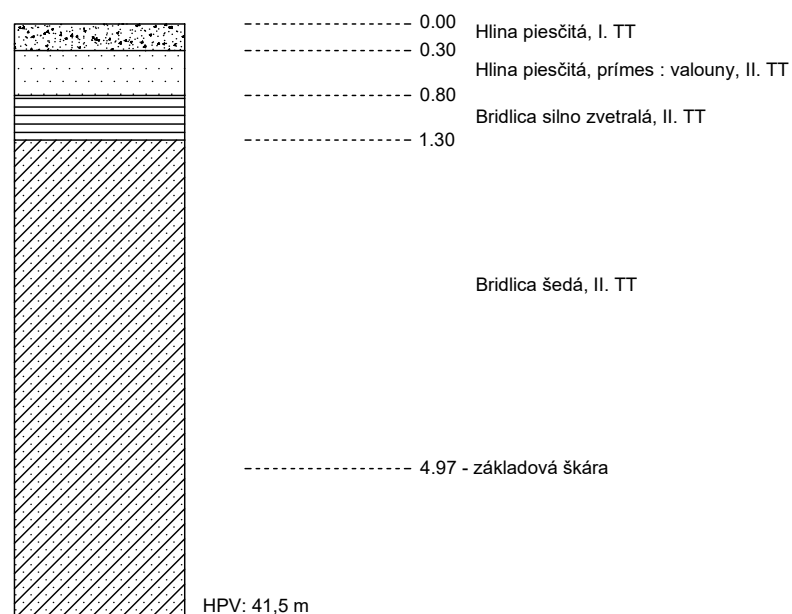 0.00
Hlina piesčitá, I. TT
0.30
Hlina piesčitá, prímes : valouny, II. TT
0.80
Bridlica silno zvetralá, II. TT
1.30
Bridlica šedá, II. TT
4.97 - základová škára
HPV: 41,5 m